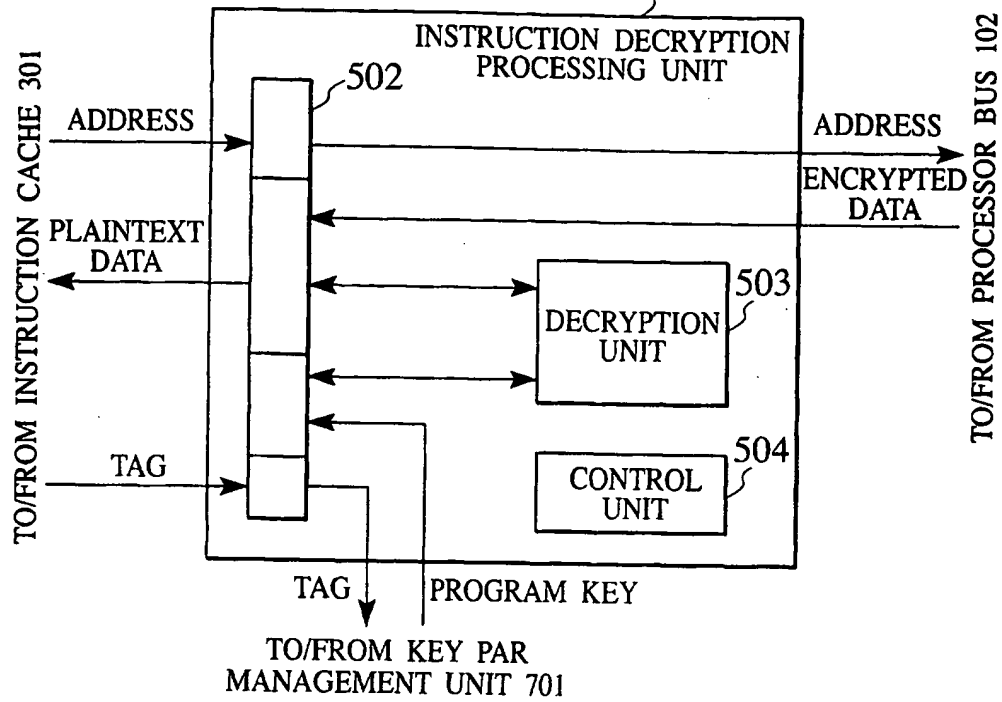 INSTRUCTION DECRYPTION
PROCESSING UNIT
502
TO/FROM INSTRUCTION CACHE 301
ADDRESS
ADDRESS
ENCRYPTED
DATA
TO/FROM PROCESSOR BUS 102
PLAINTEXT
DATA
503
DECRYPTION
UNIT
504
CONTROL
UNIT
TAG
TAG
PROGRAM KEY
TO/FROM KEY PAR
MANAGEMENT UNIT 701